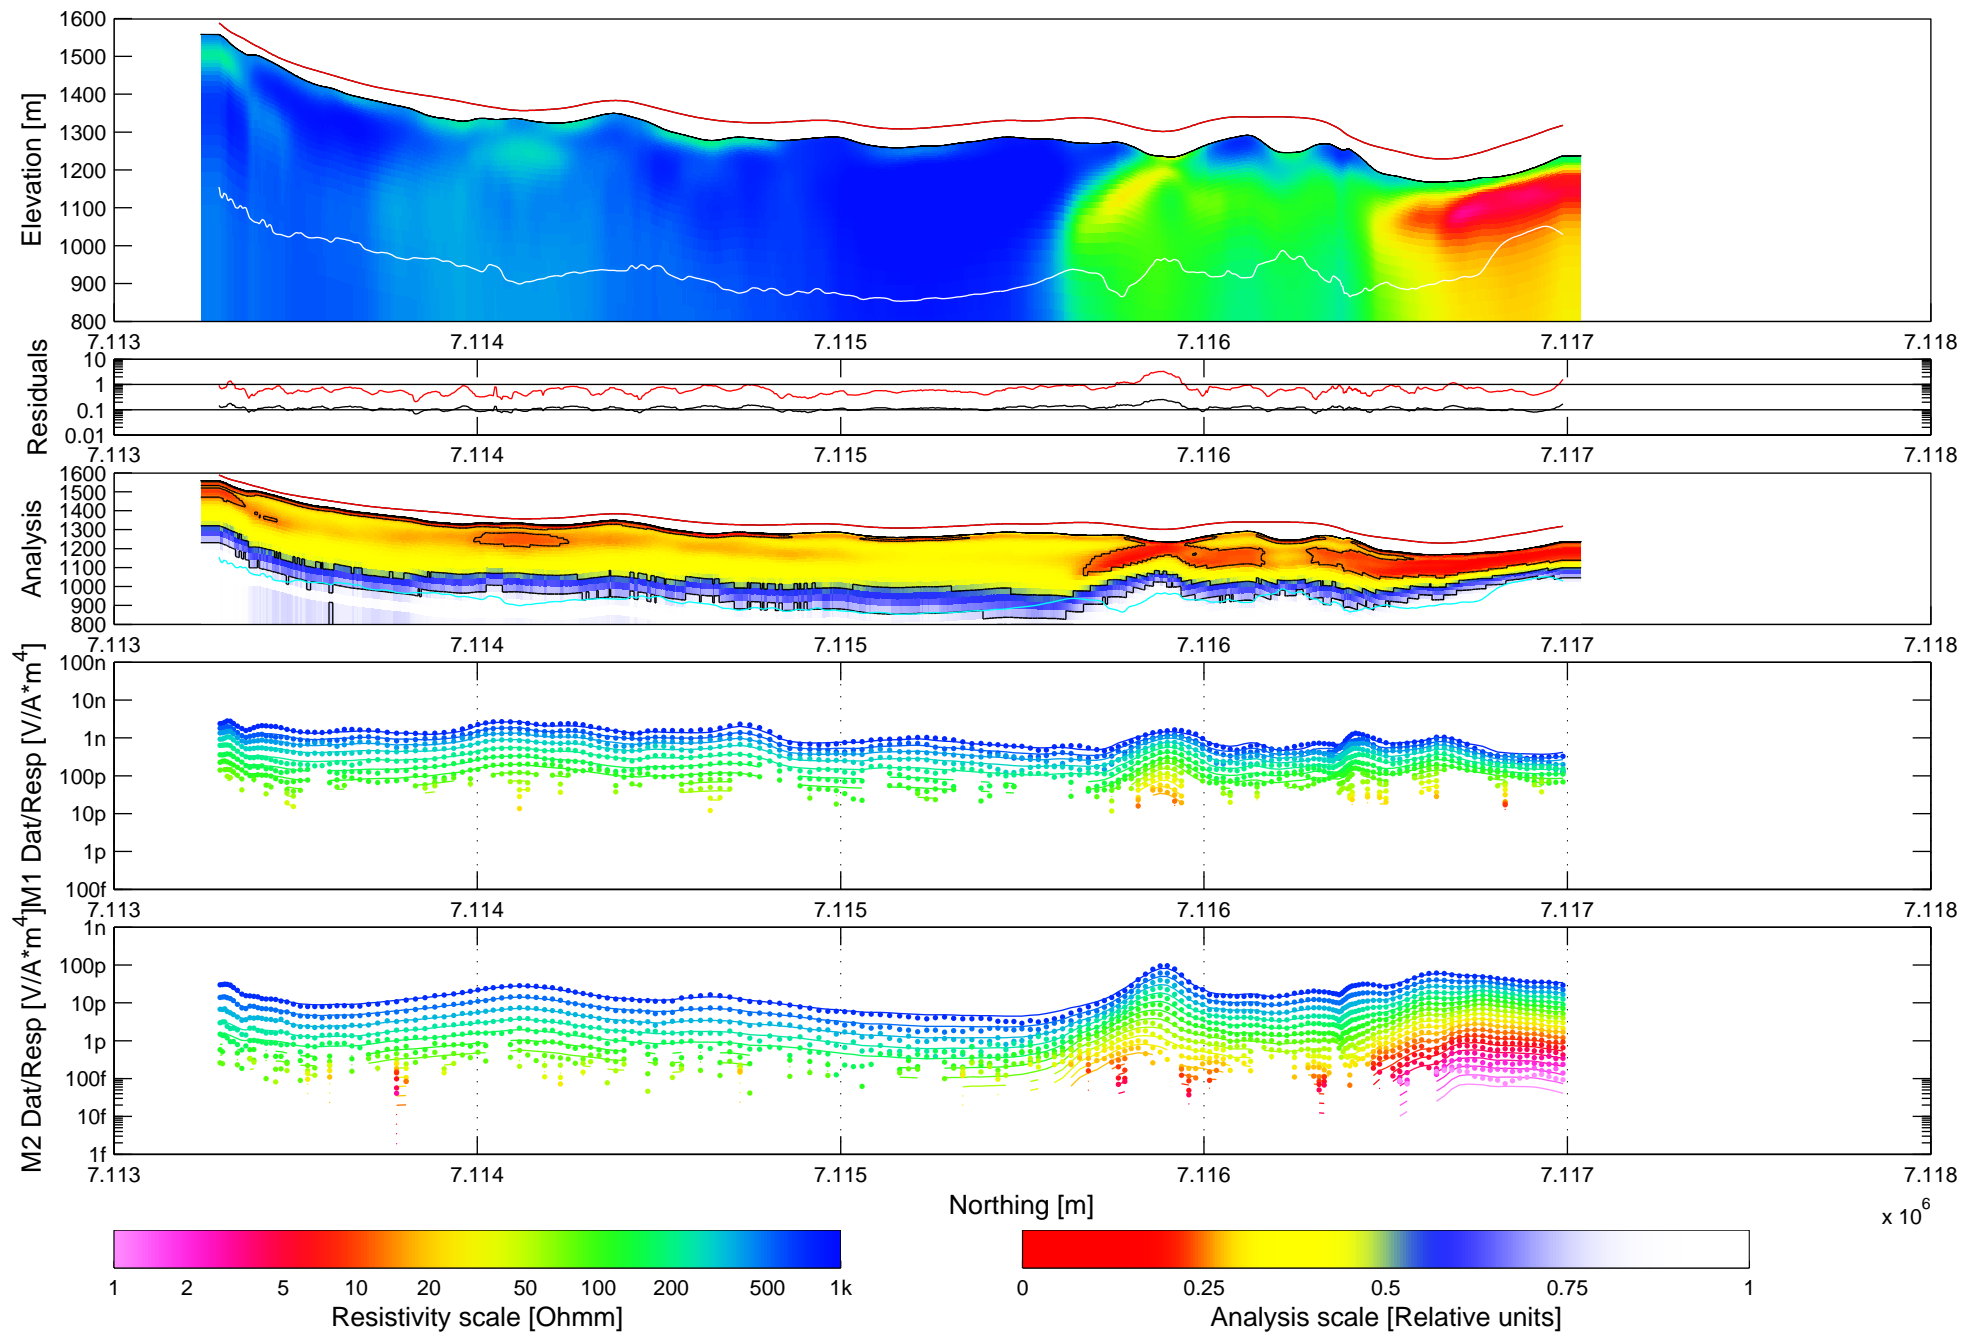 Elevation [m]
1600
1500
1400
1300
1200
1100
1000
900
800
7.113 7.114 7.115 7.116 7.117 7.118
Residuals
10
1
0.1
0.01
7.113 7.114 7.115 7.116 7.117 7.118
Analysis
1600
1500
1400
1300
1200
1100
1000
900
800
7.113 7.114 7.115 7.116 7.117 7.118
M1 Dat/Resp [V/A*m^4]
100n
10n
1n
100p
10p
1p
100f
7.113 7.114 7.115 7.116 7.117 7.118
M2 Dat/Resp [V/A*m^4]
1n
100p
10p
1p
100f
10f
1f
7.113 7.114 7.115 7.116 7.117 7.118
Northing [m]
x 10^6
1 2 5 10 20 50 100 200 500 1k
Resistivity scale [Ohmm]
0 0.25 0.5 0.75 1
Analysis scale [Relative units]